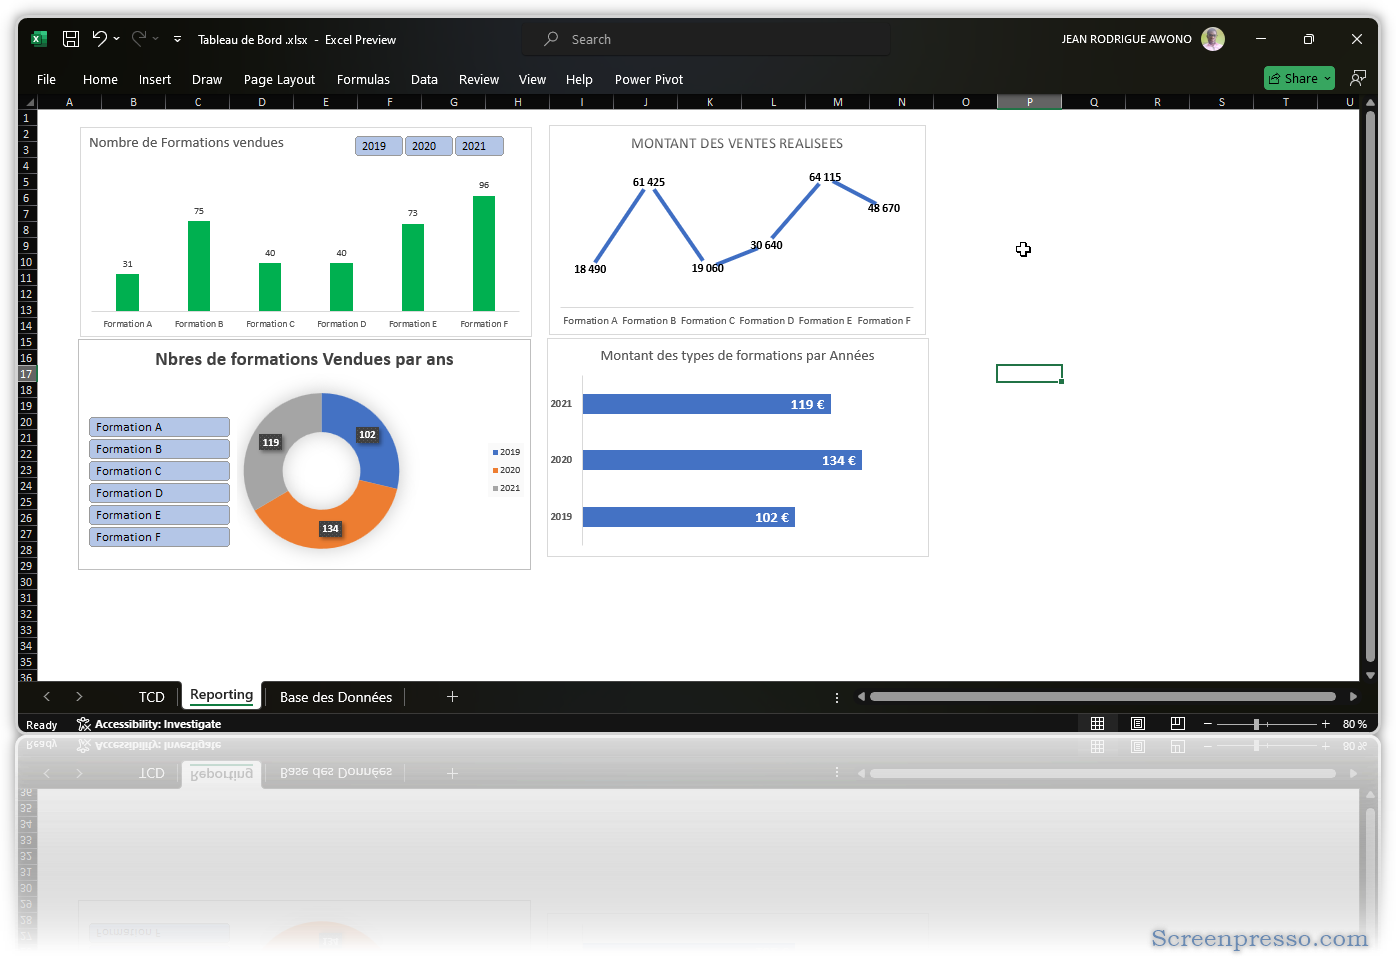 Tableau de Bord .xlsx - Excel Preview
Search
JEAN RODRIGUE AWONO
File Home Insert Draw Page Layout Formulas Data Review View Help Power Pivot
Share
A B C D E F G H I J K L M N O P Q R S T U
1
2
3
4
5
6
7
8
9
10
11
12
13
14
15
16
17
18
19
20
21
22
23
24
25
26
27
28
29
30
31
32
33
34
35
36
Nombre de Formations vendues
2019 2020 2021
31 75 40 40 73 96
Formation A Formation B Formation C Formation D Formation E Formation F
MONTANT DES VENTES REALISEES
18 490 61 425 19 060 30 640 64 115 48 670
Formation A Formation B Formation C Formation D Formation E Formation F
Nbres de formations Vendues par ans
Formation A
Formation B
Formation C
Formation D
Formation E
Formation F
102
134
119
2019
2020
2021
Montant des types de formations par Années
2021 119 €
2020 134 €
2019 102 €
TCD Reporting Base des Données
Ready Accessibility: Investigate 80 %
Screenpresso.com